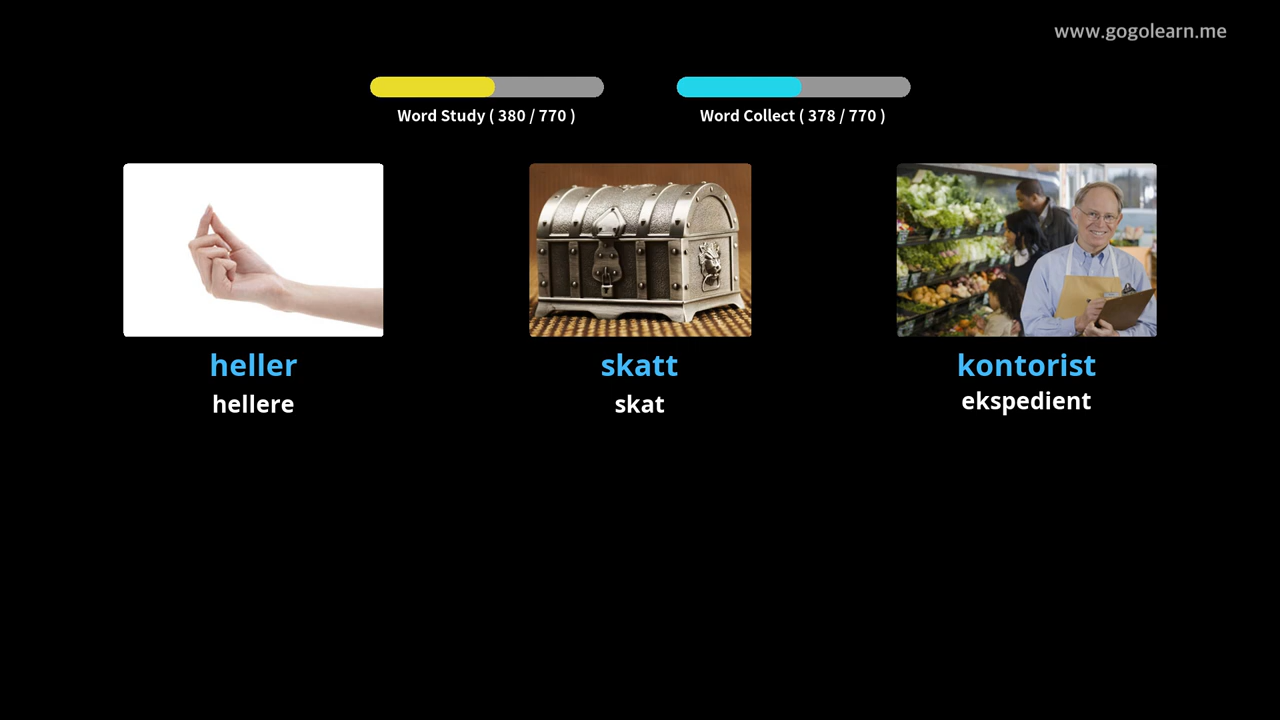 www.gogolearn.me
Word Study ( 380 / 770 )
Word Collect ( 378 / 770 )
heller
skatt
kontorist
hellere
skat
ekspedient